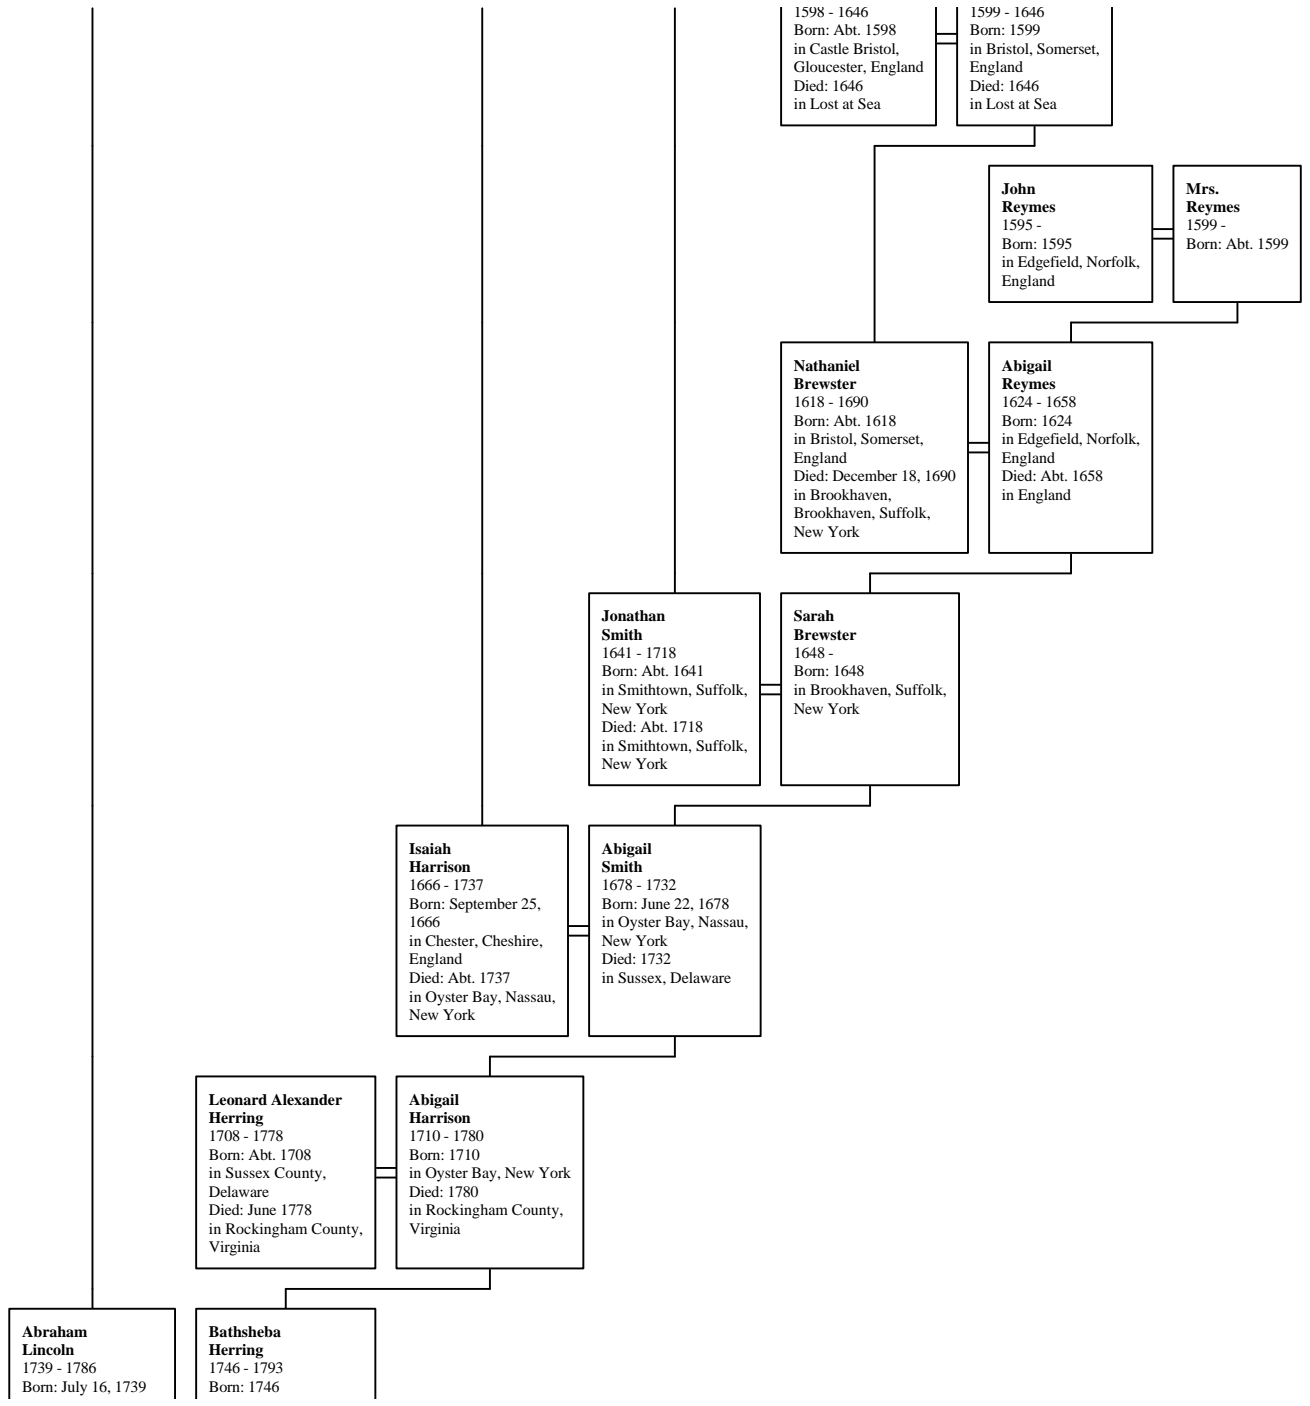 1598 - 1646
Born: Abt. 1598
in Castle Bristol,
Gloucester, England
Died: 1646
in Lost at Sea
1599 - 1646
Born: 1599
in Bristol, Somerset,
England
Died: 1646
in Lost at Sea
John
Reymes
1595 -
Born: 1595
in Edgefield, Norfolk,
England
Mrs.
Reymes
1599 -
Born: Abt. 1599
Nathaniel
Brewster
1618 - 1690
Born: Abt. 1618
in Bristol, Somerset,
England
Died: December 18, 1690
in Brookhaven,
Brookhaven, Suffolk,
New York
Abigail
Reymes
1624 - 1658
Born: 1624
in Edgefield, Norfolk,
England
Died: Abt. 1658
in England
Jonathan
Smith
1641 - 1718
Born: Abt. 1641
in Smithtown, Suffolk,
New York
Died: Abt. 1718
in Smithtown, Suffolk,
New York
Sarah
Brewster
1648 -
Born: 1648
in Brookhaven, Suffolk,
New York
Isaiah
Harrison
1666 - 1737
Born: September 25,
1666
in Chester, Cheshire,
England
Died: Abt. 1737
in Oyster Bay, Nassau,
New York
Abigail
Smith
1678 - 1732
Born: June 22, 1678
in Oyster Bay, Nassau,
New York
Died: 1732
in Sussex, Delaware
Leonard Alexander
Herring
1708 - 1778
Born: Abt. 1708
in Sussex County,
Delaware
Died: June 1778
in Rockingham County,
Virginia
Abigail
Harrison
1710 - 1780
Born: 1710
in Oyster Bay, New York
Died: 1780
in Rockingham County,
Virginia
Abraham
Lincoln
1739 - 1786
Born: July 16, 1739
Bathsheba
Herring
1746 - 1793
Born: 1746